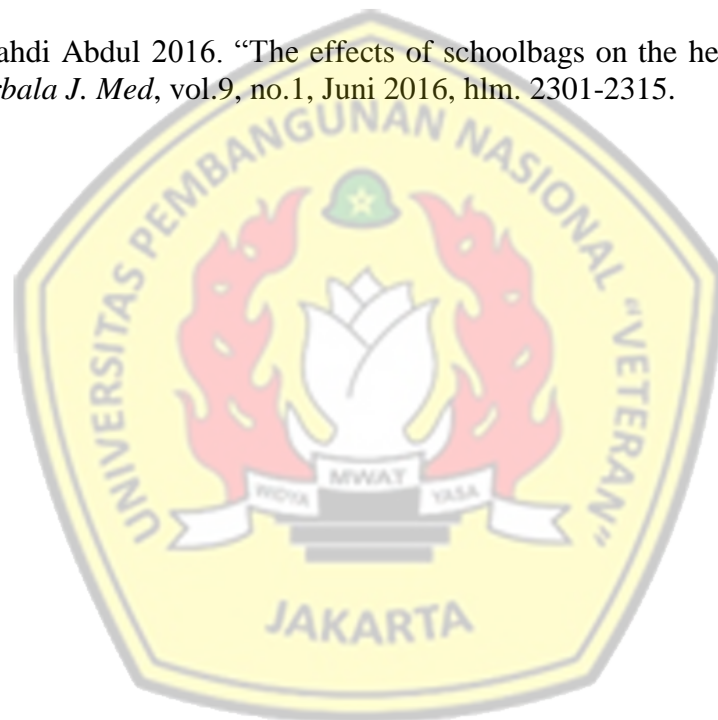 ahdi Abdul 2016. “The effects of schoolbags on the he
rbala J. Med, vol.9, no.1, Juni 2016, hlm. 2301-2315.
UNIVERSITAS PEMBANGUNAN NASIONAL "VETERAN"
WIDYA MWAT YASA
JAKARTA